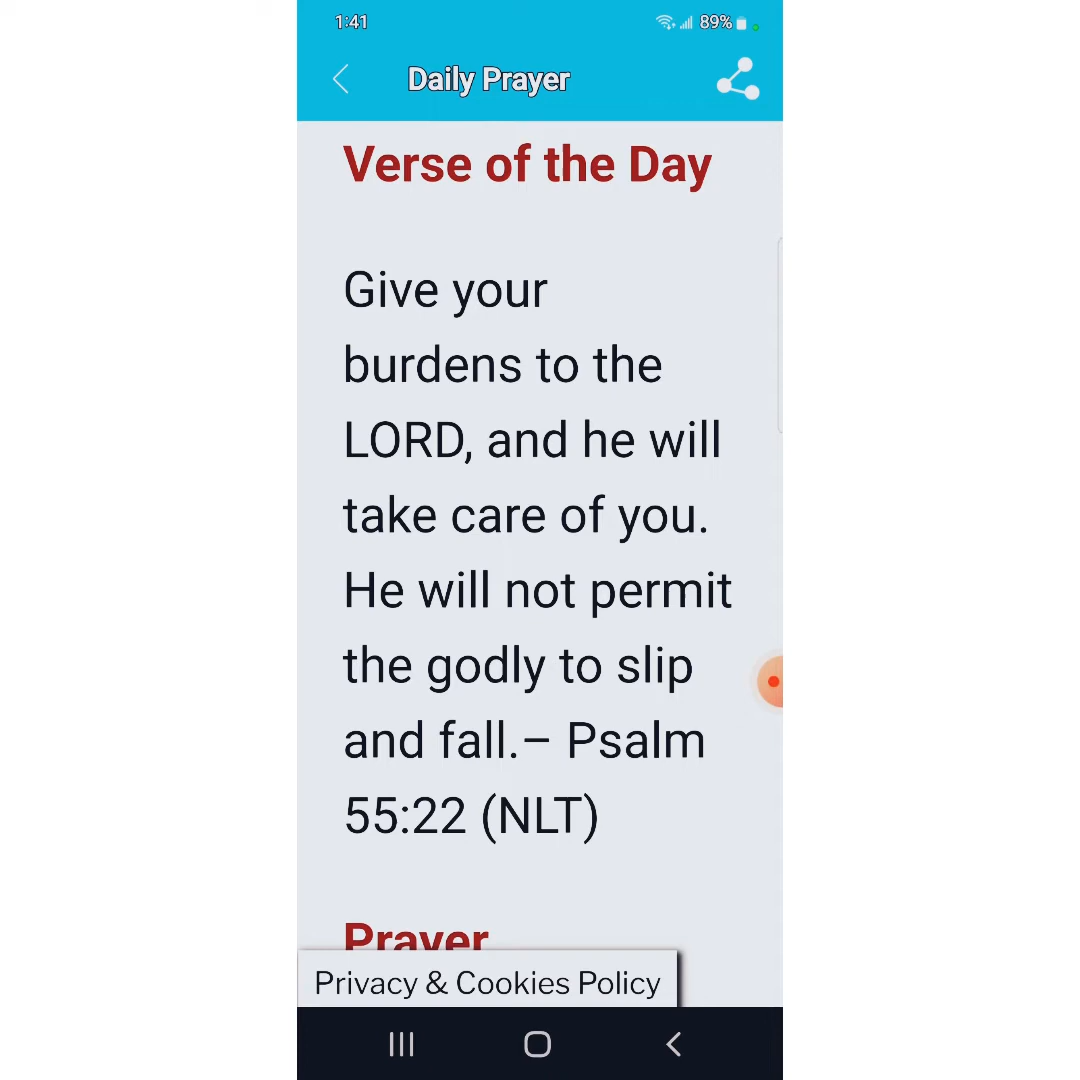 1:41 89%
Daily Prayer
Verse of the Day
Give your
burdens to the
LORD, and he will
take care of you.
He will not permit
the godly to slip
and fall.– Psalm
55:22 (NLT)
Prayer
Privacy & Cookies Policy